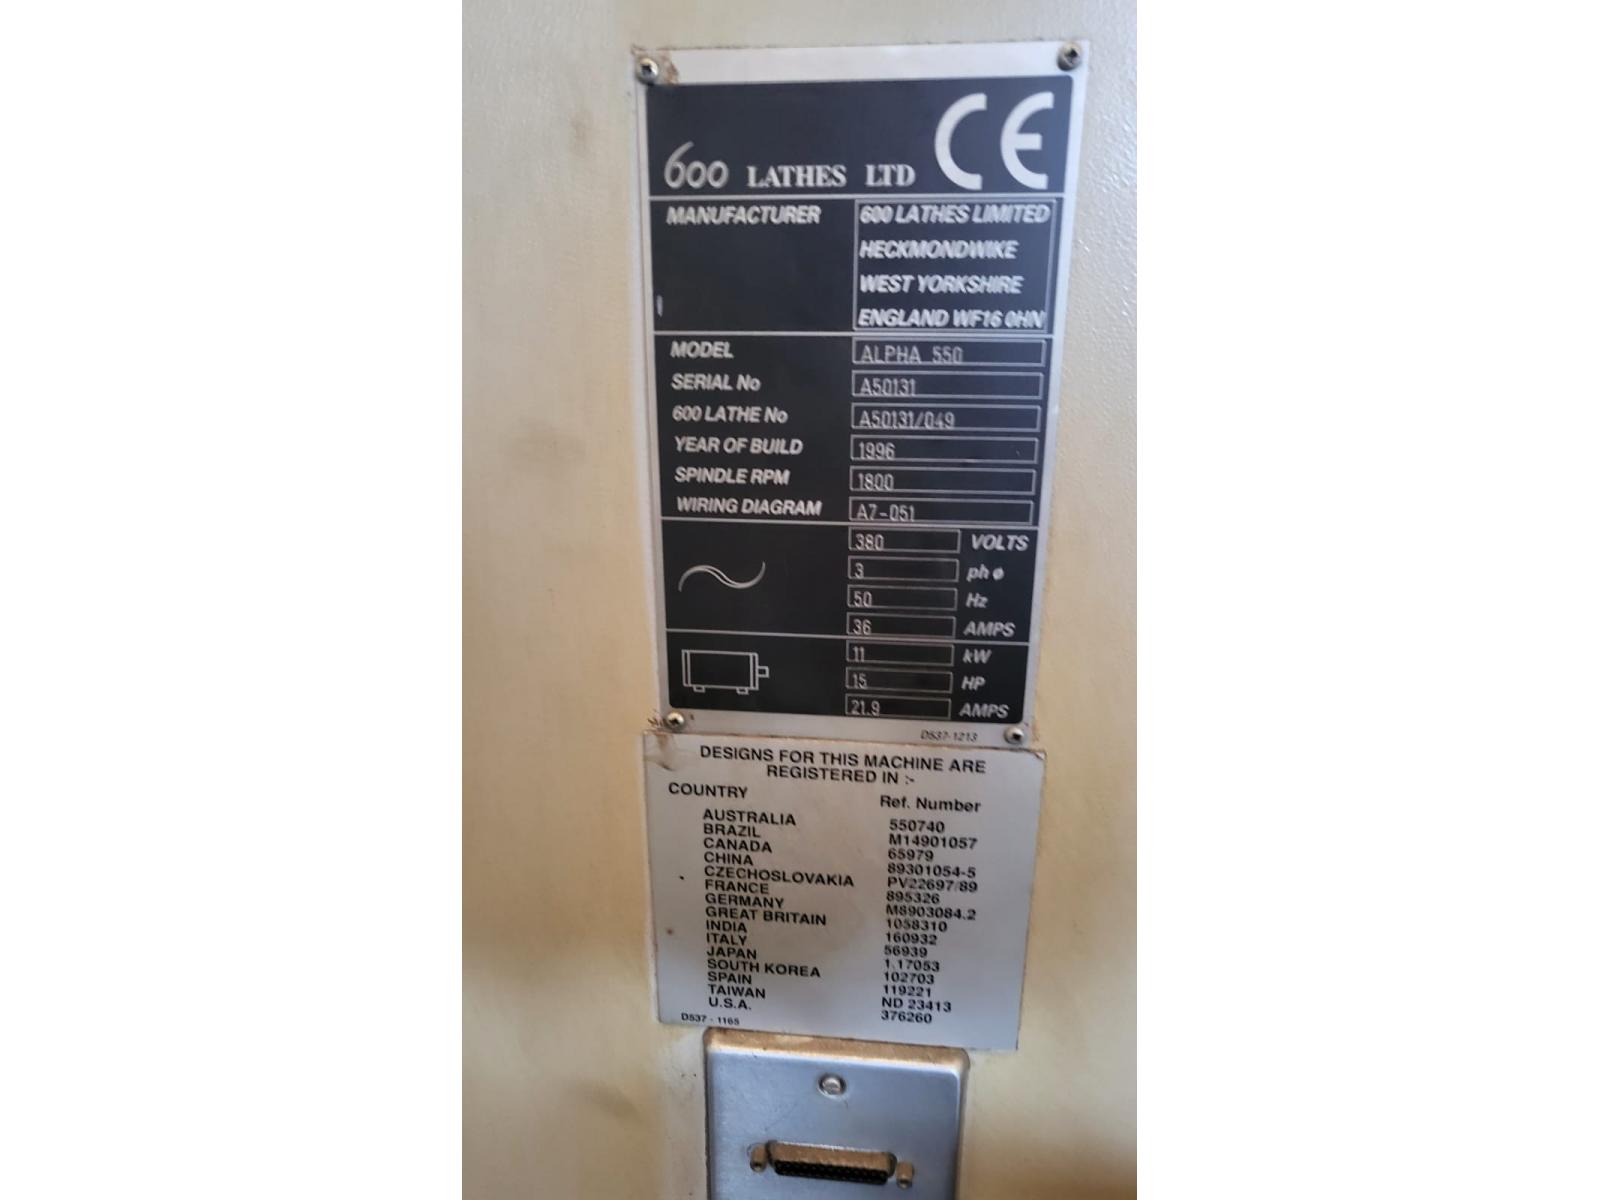 600 LATHES LTD CE
MANUFACTURER 600 LATHES LIMITED
HECKMONDWIKE
WEST YORKSHIRE
ENGLAND WF16 0HN
MODEL ALPHA 550
SERIAL No A50131
600 LATHE No A50131/049
YEAR OF BUILD 1996
SPINDLE RPM 1800
WIRING DIAGRAM A7-051
380 VOLTS
3 ph ø
50 Hz
36 AMPS
11 kW
15 HP
21.9 AMPS
D537-1213
DESIGNS FOR THIS MACHINE ARE
REGISTERED IN :-
COUNTRY Ref. Number
AUSTRALIA 550740
BRAZIL M14901057
CANADA 65979
CHINA 89301054-5
CZECHOSLOVAKIA PV22697/89
FRANCE 895326
GERMANY M8903084.2
GREAT BRITAIN 1058310
INDIA 160932
ITALY 56939
JAPAN 1,17053
SOUTH KOREA 102703
SPAIN 119221
TAIWAN ND 23413
U.S.A. 376260
D537 - 1165